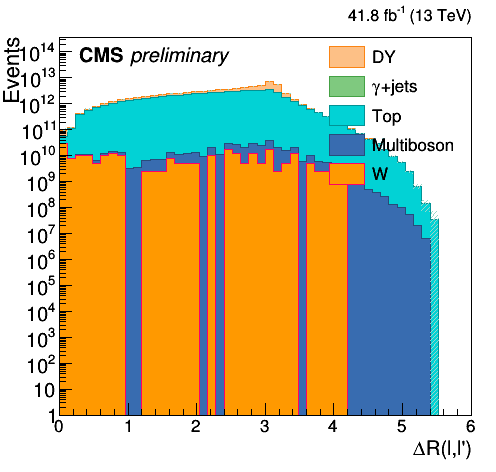 41.8 fb⁻¹ (13 TeV)
Events
CMS preliminary
DY
γ+jets
Top
Multiboson
W
10¹⁴
10¹³
10¹²
10¹¹
10¹⁰
10⁹
10⁸
10⁷
10⁶
10⁵
10⁴
10³
10²
10
1
0 1 2 3 4 5 6
ΔR(l,l')